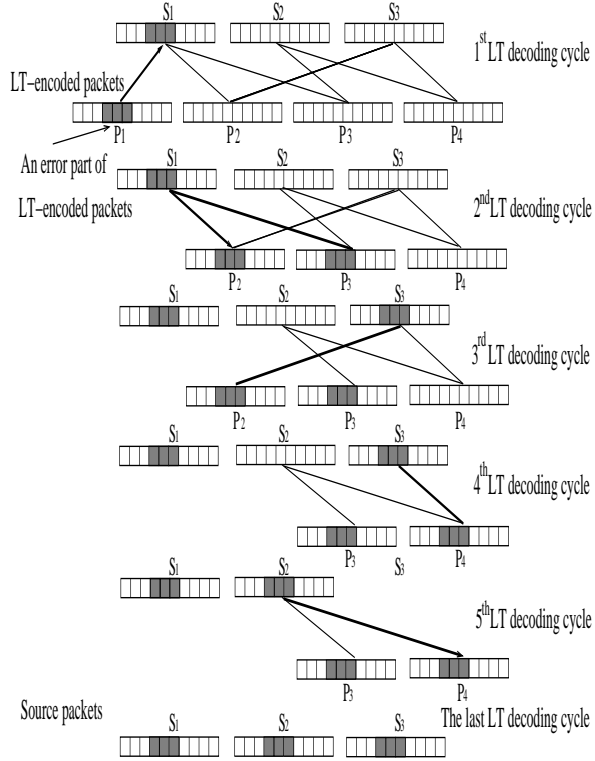 S1 S2 S3
1st LT decoding cycle
LT−encoded packets
P1 P2 P3 P4
An error part of
LT−encoded packets
S1 S2 S3
2nd LT decoding cycle
P2 P3 P4
S1 S2 S3
3rd LT decoding cycle
P2 P3 P4
S1 S2 S3
4th LT decoding cycle
P3 P4
S1 S2 S3
5th LT decoding cycle
P3 P4
Source packets
The last LT decoding cycle
S1 S2 S3